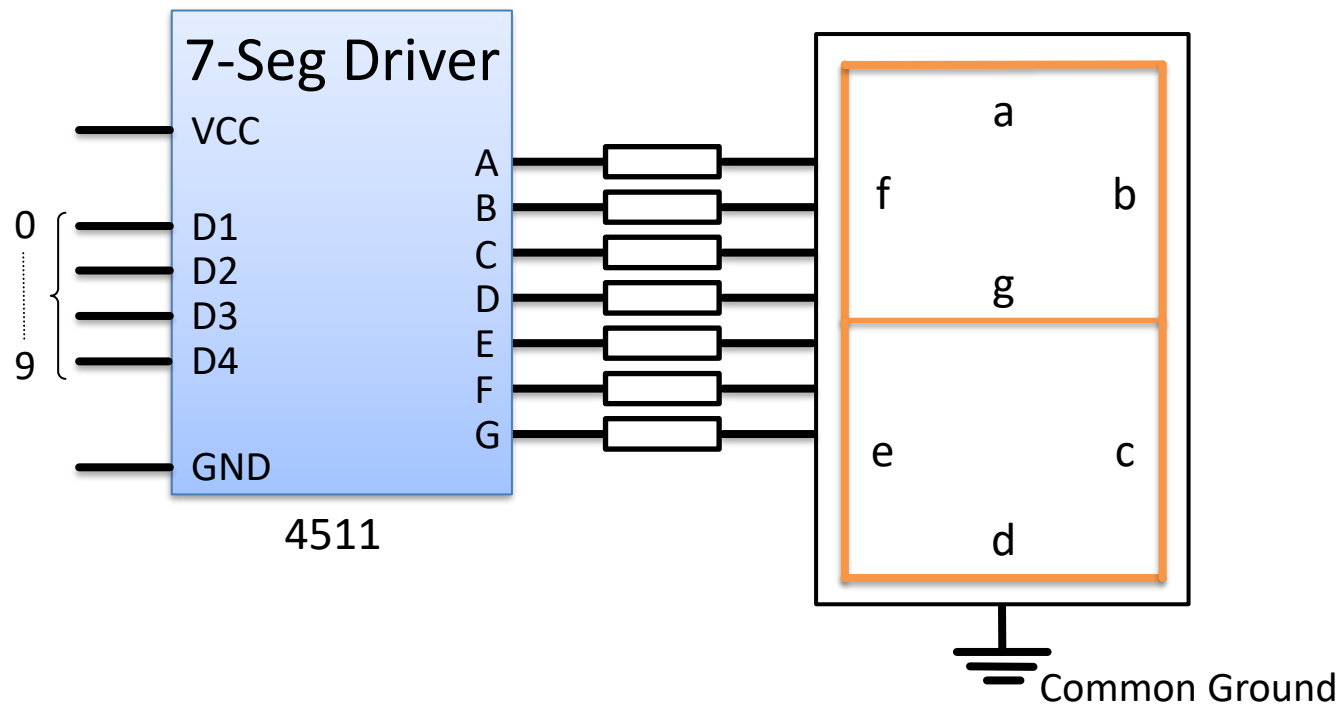 7-Seg Driver
VCC
0
9
D1
D2
D3
D4
GND
A
B
C
D
E
F
G
4511
a
f
b
g
e
c
d
Common Ground